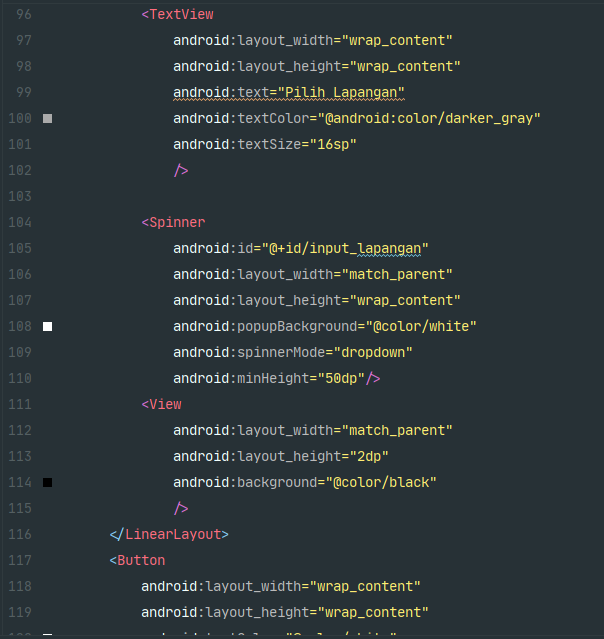 96 <TextView
97 android:layout_width="wrap_content"
98 android:layout_height="wrap_content"
99 android:text="Pilih Lapangan"
100 android:textColor="@android:color/darker_gray"
101 android:textSize="16sp"
102 />
103
104 <Spinner
105 android:id="@+id/input_lapangan"
106 android:layout_width="match_parent"
107 android:layout_height="wrap_content"
108 android:popupBackground="@color/white"
109 android:spinnerMode="dropdown"
110 android:minHeight="50dp"/>
111 <View
112 android:layout_width="match_parent"
113 android:layout_height="2dp"
114 android:background="@color/black"
115 />
116 </LinearLayout>
117 <Button
118 android:layout_width="wrap_content"
119 android:layout_height="wrap_content"